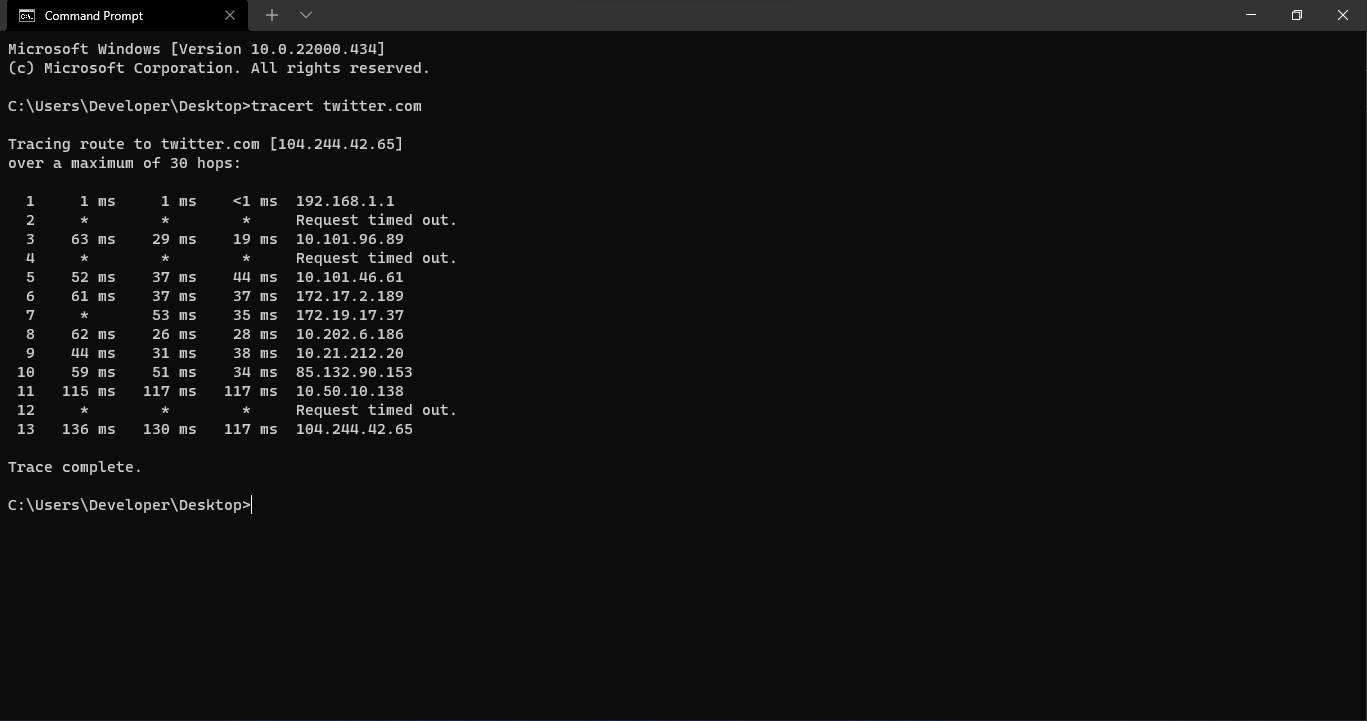 Command Prompt
Microsoft Windows [Version 10.0.22000.434]
(c) Microsoft Corporation. All rights reserved.
C:\Users\Developer\Desktop>tracert twitter.com
Tracing route to twitter.com [104.244.42.65]
over a maximum of 30 hops:
  1     1 ms     1 ms    <1 ms  192.168.1.1
  2     *        *        *     Request timed out.
  3    63 ms    29 ms    19 ms  10.101.96.89
  4     *        *        *     Request timed out.
  5    52 ms    37 ms    44 ms  10.101.46.61
  6    61 ms    37 ms    37 ms  172.17.2.189
  7     *       53 ms    35 ms  172.19.17.37
  8    62 ms    26 ms    28 ms  10.202.6.186
  9    44 ms    31 ms    38 ms  10.21.212.20
 10    59 ms    51 ms    34 ms  85.132.90.153
 11   115 ms   117 ms   117 ms  10.50.10.138
 12     *        *        *     Request timed out.
 13   136 ms   130 ms   117 ms  104.244.42.65
Trace complete.
C:\Users\Developer\Desktop>